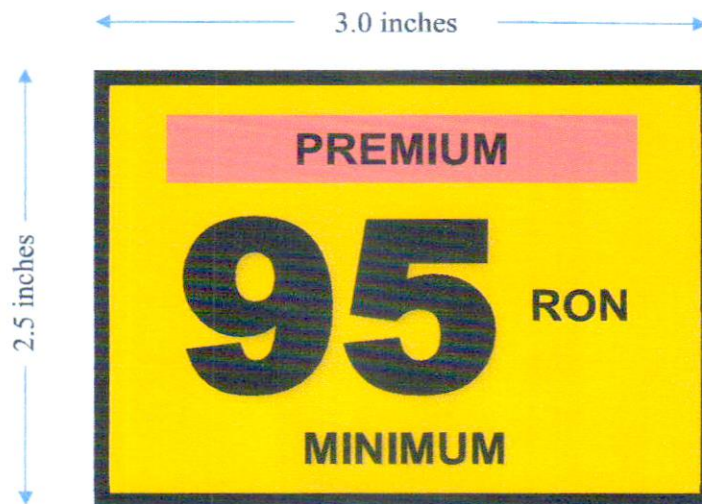 3.0 inches
2.5 inches
PREMIUM
95 RON
MINIMUM